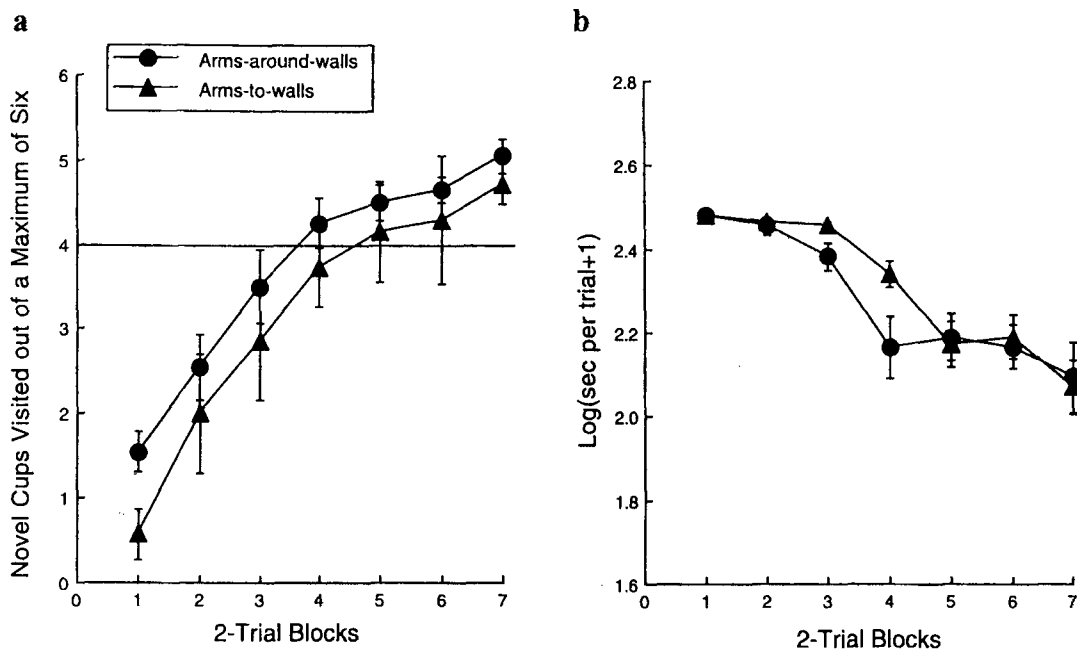 a
Arms-around-walls
Arms-to-walls
Novel Cups Visited out of a Maximum of Six
6
5
4
3
2
1
0
0 1 2 3 4 5 6 7
2-Trial Blocks
b
Log(sec per trial+1)
2.8
2.6
2.4
2.2
2.0
1.8
1.6
0 1 2 3 4 5 6 7
2-Trial Blocks